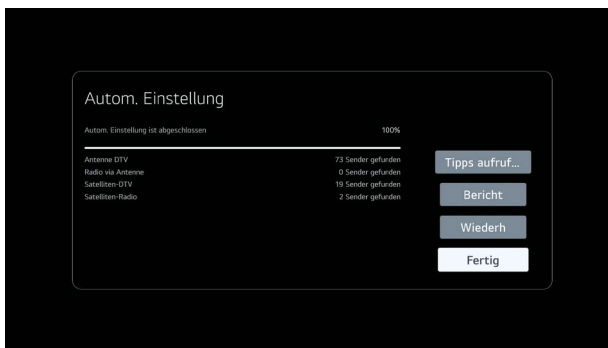 Autom. Einstellung
Autom. Einstellung ist abgeschlossen 100%
Antenne DTV 73 Sender gefunden
Radio via Antenne 0 Sender gefunden
Satelliten-DTV 19 Sender gefunden
Satelliten-Radio 2 Sender gefunden
Tipps aufruf...
Bericht
Wiederh
Fertig